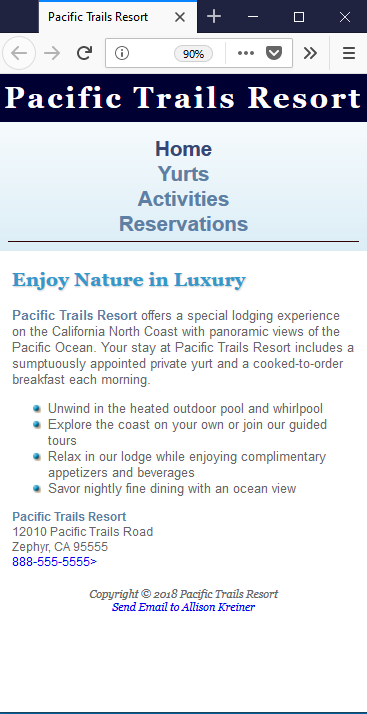 Pacific Trails Resort
90%
Pacific Trails Resort
Home
Yurts
Activities
Reservations
Enjoy Nature in Luxury
Pacific Trails Resort offers a special lodging experience
on the California North Coast with panoramic views of the
Pacific Ocean. Your stay at Pacific Trails Resort includes a
sumptuously appointed private yurt and a cooked-to-order
breakfast each morning.
Unwind in the heated outdoor pool and whirlpool
Explore the coast on your own or join our guided
tours
Relax in our lodge while enjoying complimentary
appetizers and beverages
Savor nightly fine dining with an ocean view
Pacific Trails Resort
12010 Pacific Trails Road
Zephyr, CA 95555
888-555-5555>
Copyright © 2018 Pacific Trails Resort
Send Email to Allison Kreiner